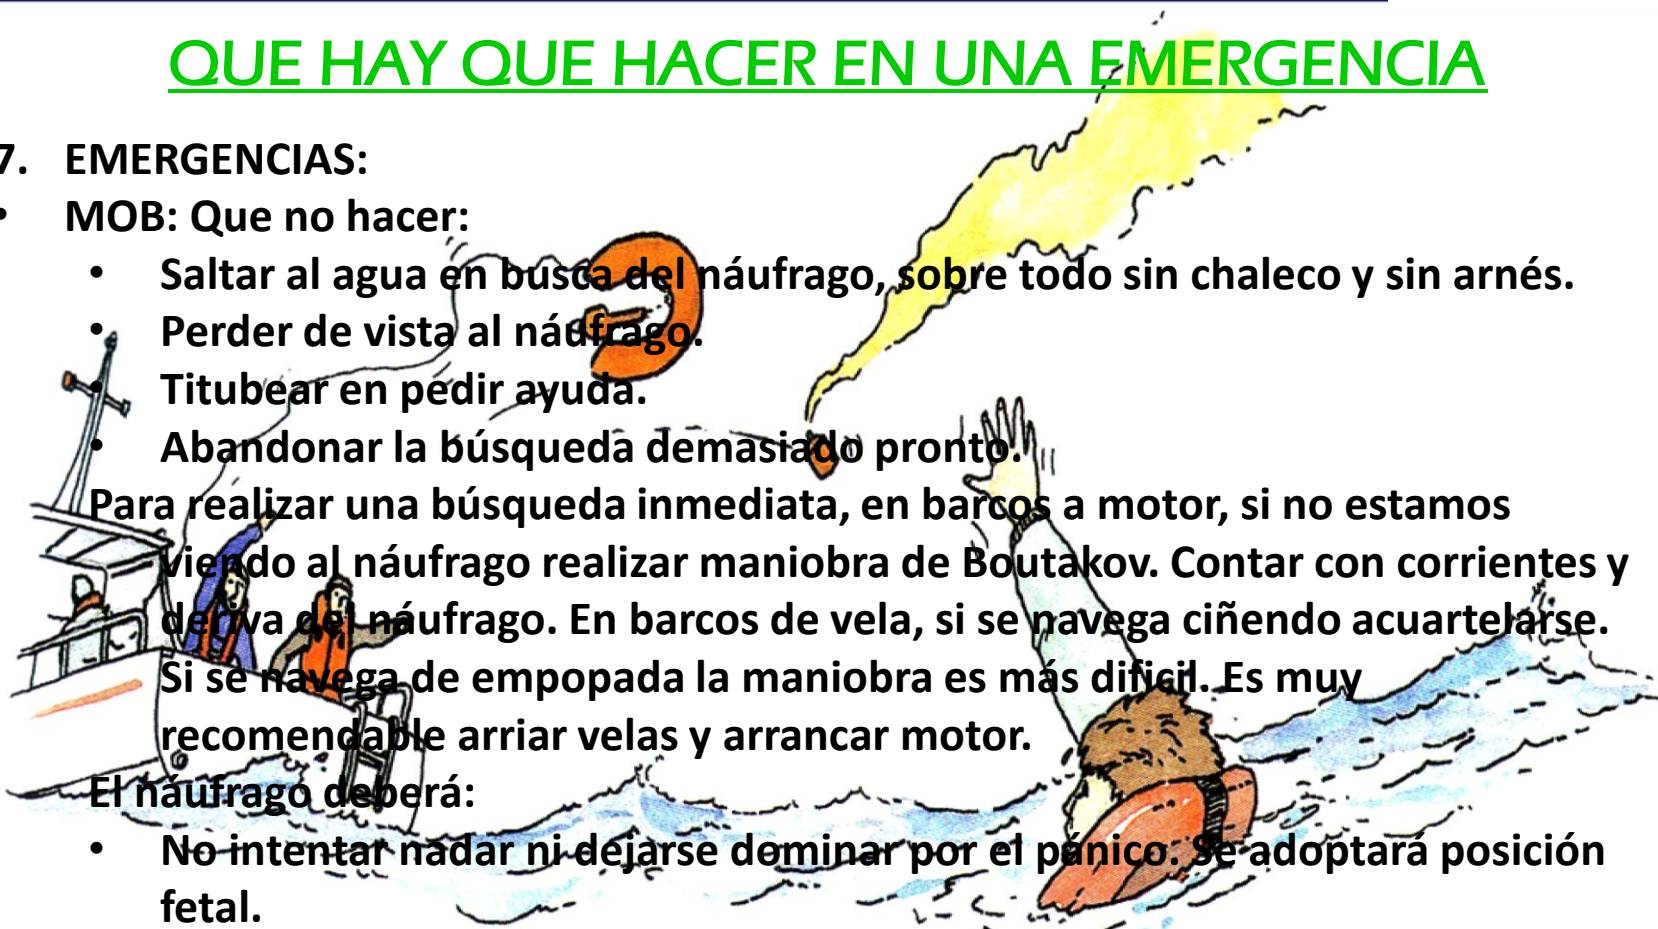 QUE HAY QUE HACER EN UNA EMERGENCIA
7. EMERGENCIAS:
• MOB: Que no hacer:
• Saltar al agua en busca del náufrago, sobre todo sin chaleco y sin arnés.
• Perder de vista al náufrago.
• Titubear en pedir ayuda.
• Abandonar la búsqueda demasiado pronto.
Para realizar una búsqueda inmediata, en barcos a motor, si no estamos
viendo al náufrago realizar maniobra de Boutakov. Contar con corrientes y
deriva del náufrago. En barcos de vela, si se navega ciñendo acuartelarse.
Si se navega de empopada la maniobra es más dificil. Es muy
recomendable arriar velas y arrancar motor.
El náufrago deberá:
• No intentar nadar ni dejarse dominar por el pánico. Se adoptará posición
fetal.